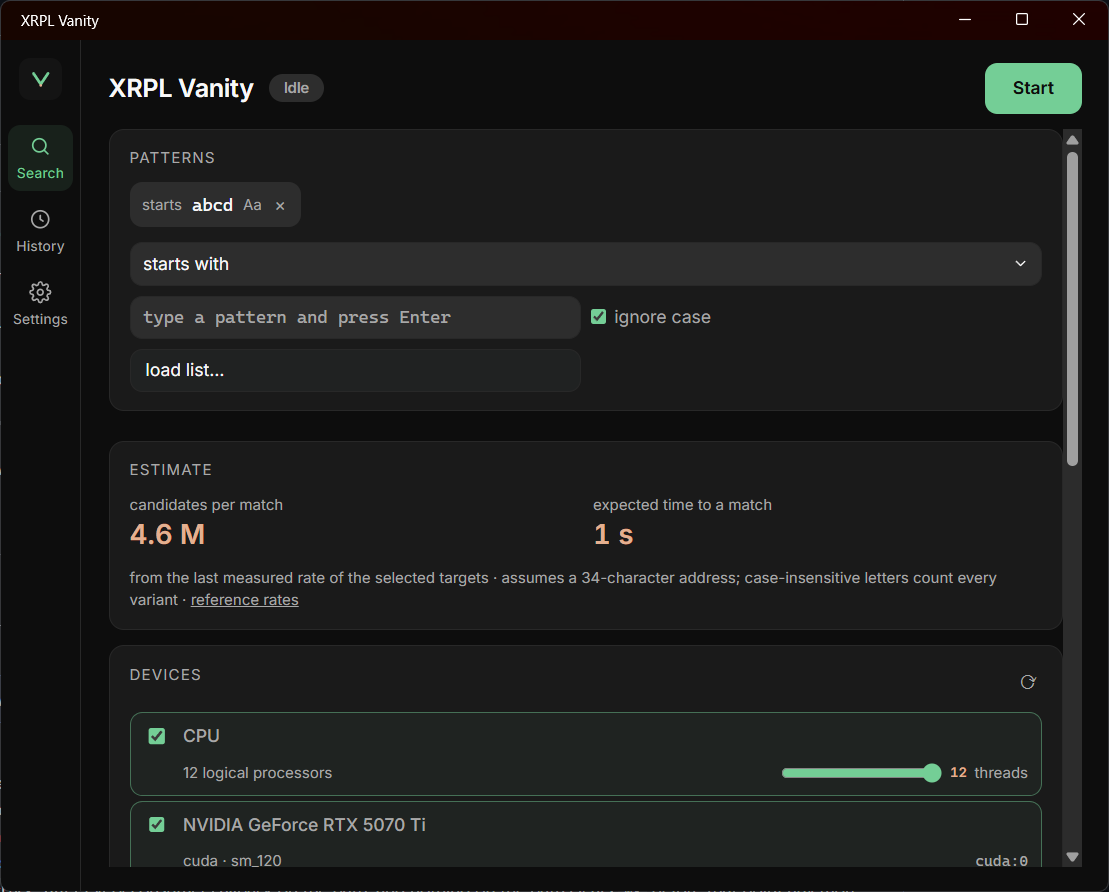 XRPL Vanity
XRPL Vanity Idle Start
Search
History
Settings
PATTERNS
starts abcd Aa ×
starts with
type a pattern and press Enter ignore case
load list...
ESTIMATE
candidates per match expected time to a match
4.6 M 1 s
from the last measured rate of the selected targets · assumes a 34-character address; case-insensitive letters count every
variant · reference rates
DEVICES
CPU
12 logical processors 12 threads
NVIDIA GeForce RTX 5070 Ti
cuda · sm_120 cuda:0